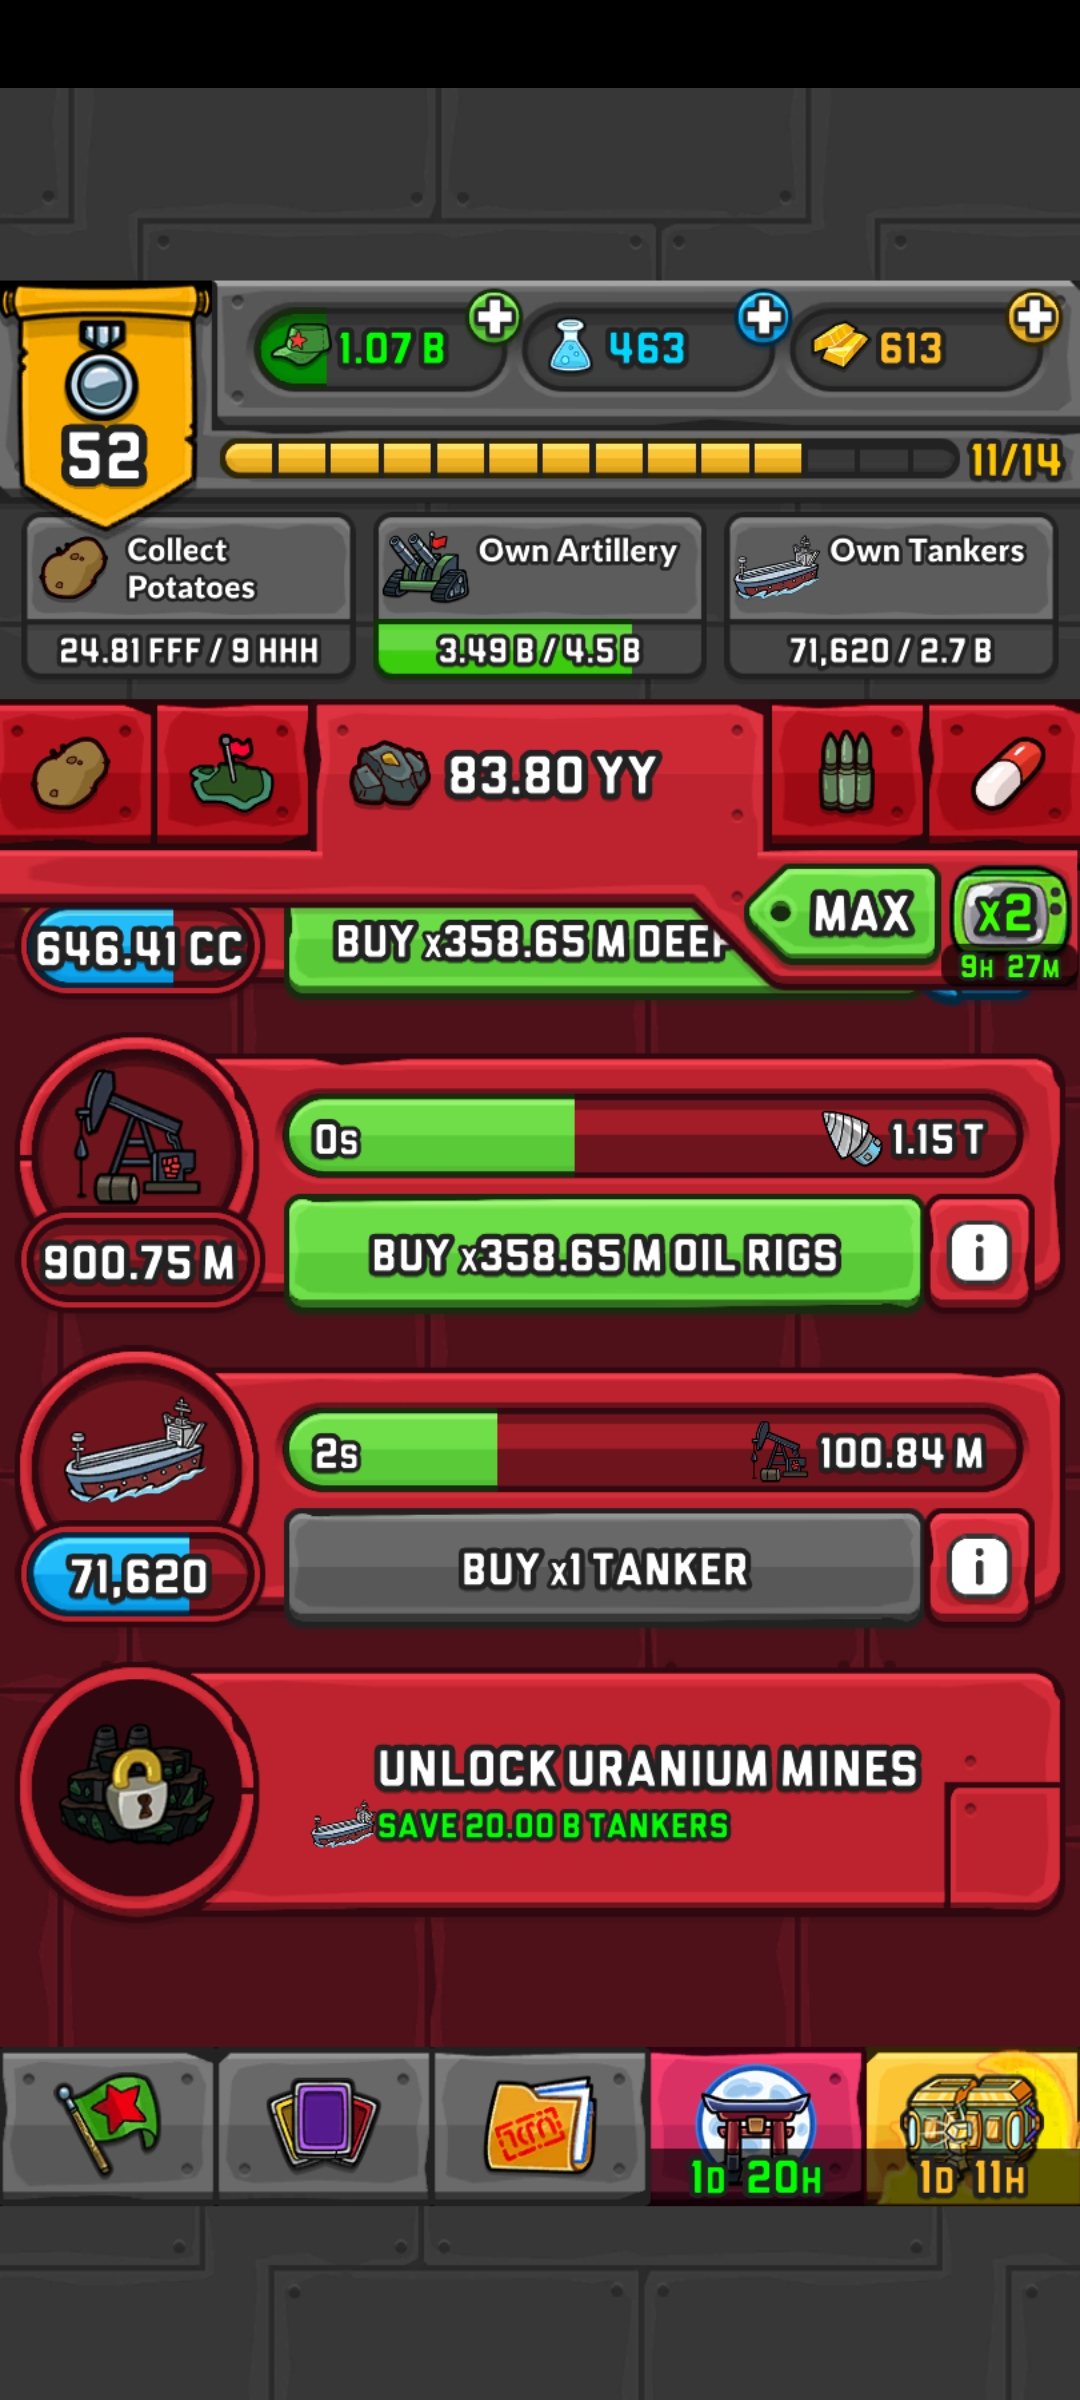 1.07 B
463
613
52
11/14
Collect
Potatoes
24.81 FFF / 9 HHH
Own Artillery
3.49 B / 4.5 B
Own Tankers
71,620 / 2.7 B
83.80 YY
MAX
x2
9H 27M
646.41 CC
BUY x358.65 M DEEP
0s
1.15 T
900.75 M
BUY x358.65 M OIL RIGS
i
2s
100.84 M
71,620
BUY x1 TANKER
i
UNLOCK URANIUM MINES
SAVE 20.00 B TANKERS
1D 20H
1D 11H